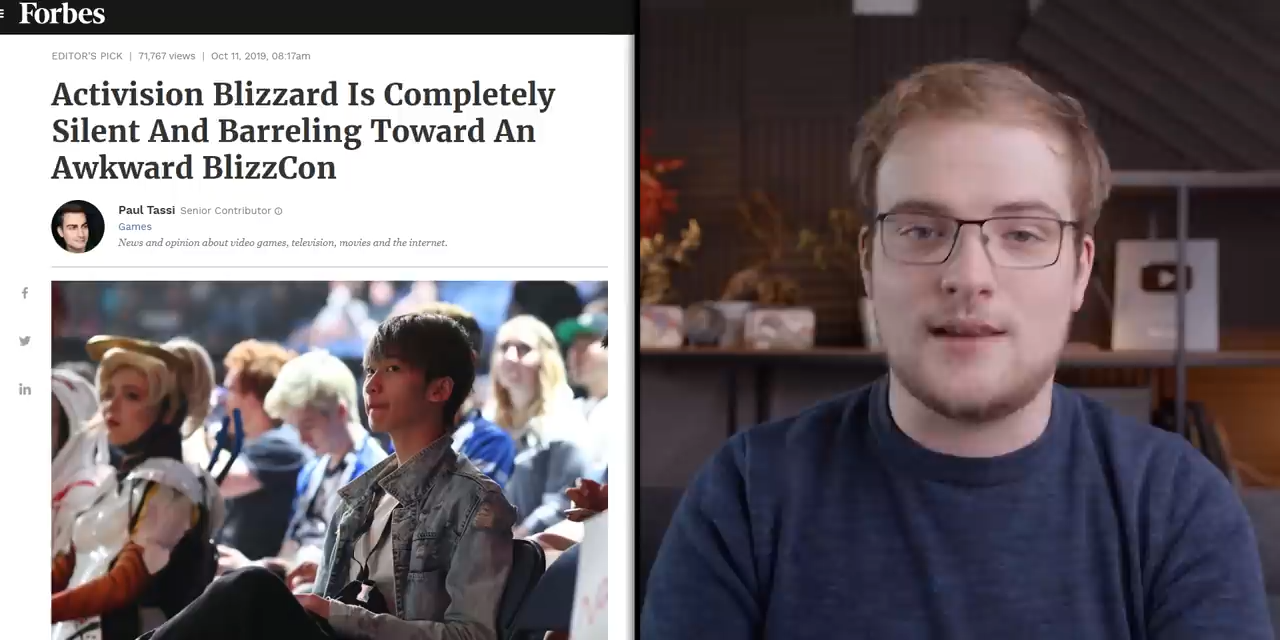 Forbes
EDITOR'S PICK | 71,767 views | Oct 11, 2019, 08:17am
Activision Blizzard Is Completely
Silent And Barreling Toward An
Awkward BlizzCon
Paul Tassi Senior Contributor
Games
News and opinion about video games, television, movies and the internet.